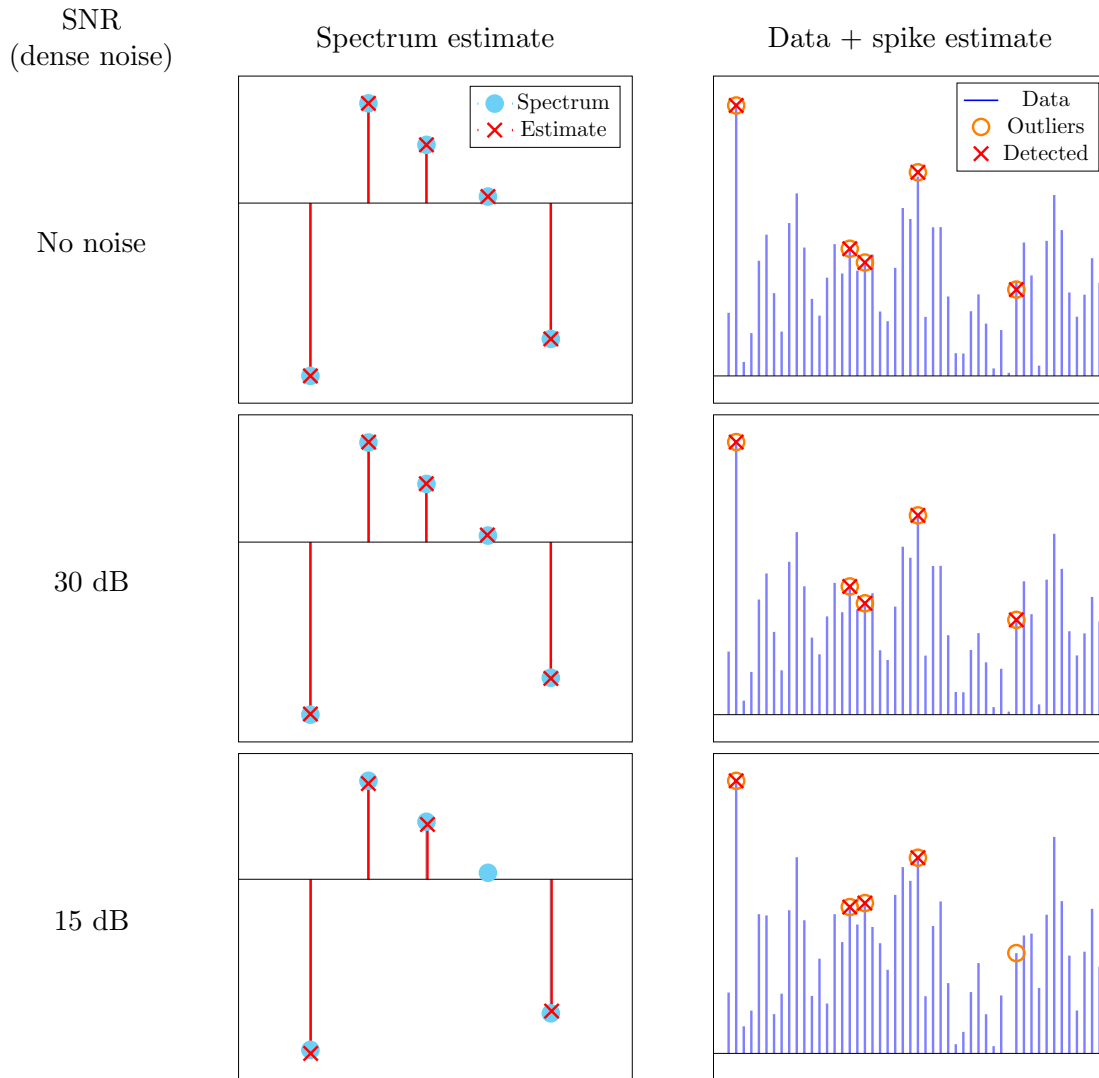 SNR
(dense noise)
Spectrum estimate
Data + spike estimate
Spectrum
Estimate
Data
Outliers
Detected
No noise
30 dB
15 dB